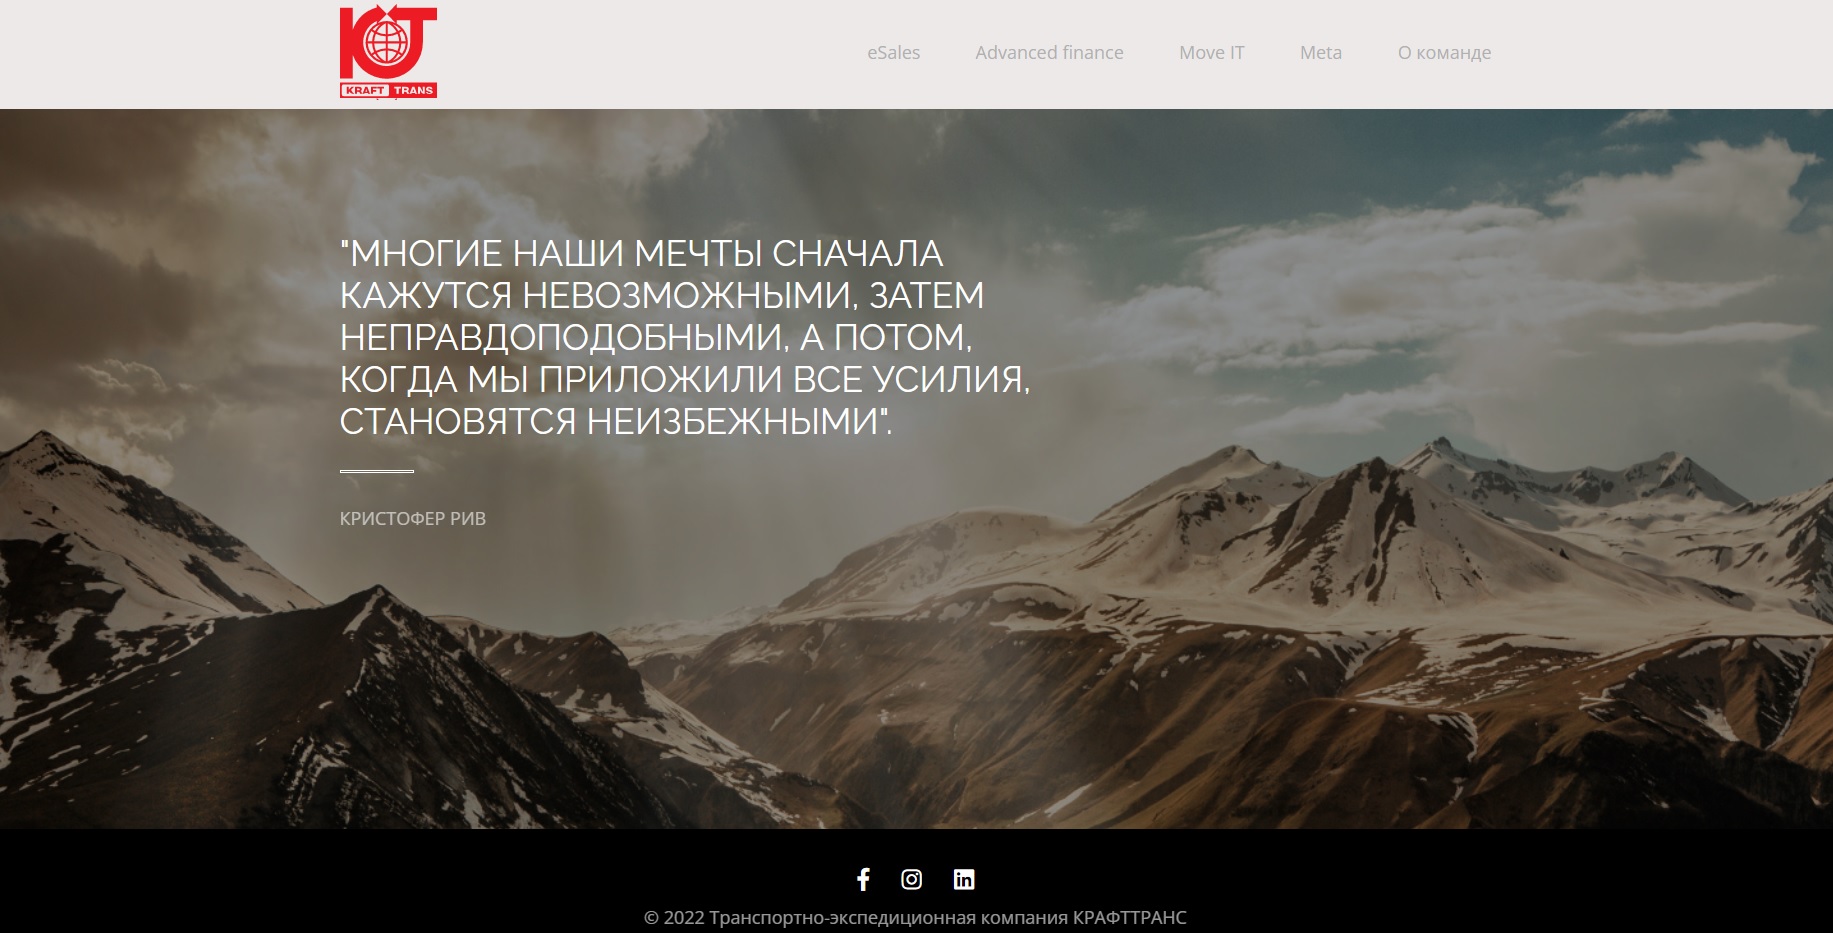 KRAFT TRANS
eSales Advanced finance Move IT Meta О команде
"МНОГИЕ НАШИ МЕЧТЫ СНАЧАЛА
КАЖУТСЯ НЕВОЗМОЖНЫМИ, ЗАТЕМ
НЕПРАВДОПОДОБНЫМИ, А ПОТОМ,
КОГДА МЫ ПРИЛОЖИЛИ ВСЕ УСИЛИЯ,
СТАНОВЯТСЯ НЕИЗБЕЖНЫМИ".
КРИСТОФЕР РИВ
© 2022 Транспортно-экспедиционная компания КРАФТТРАНС